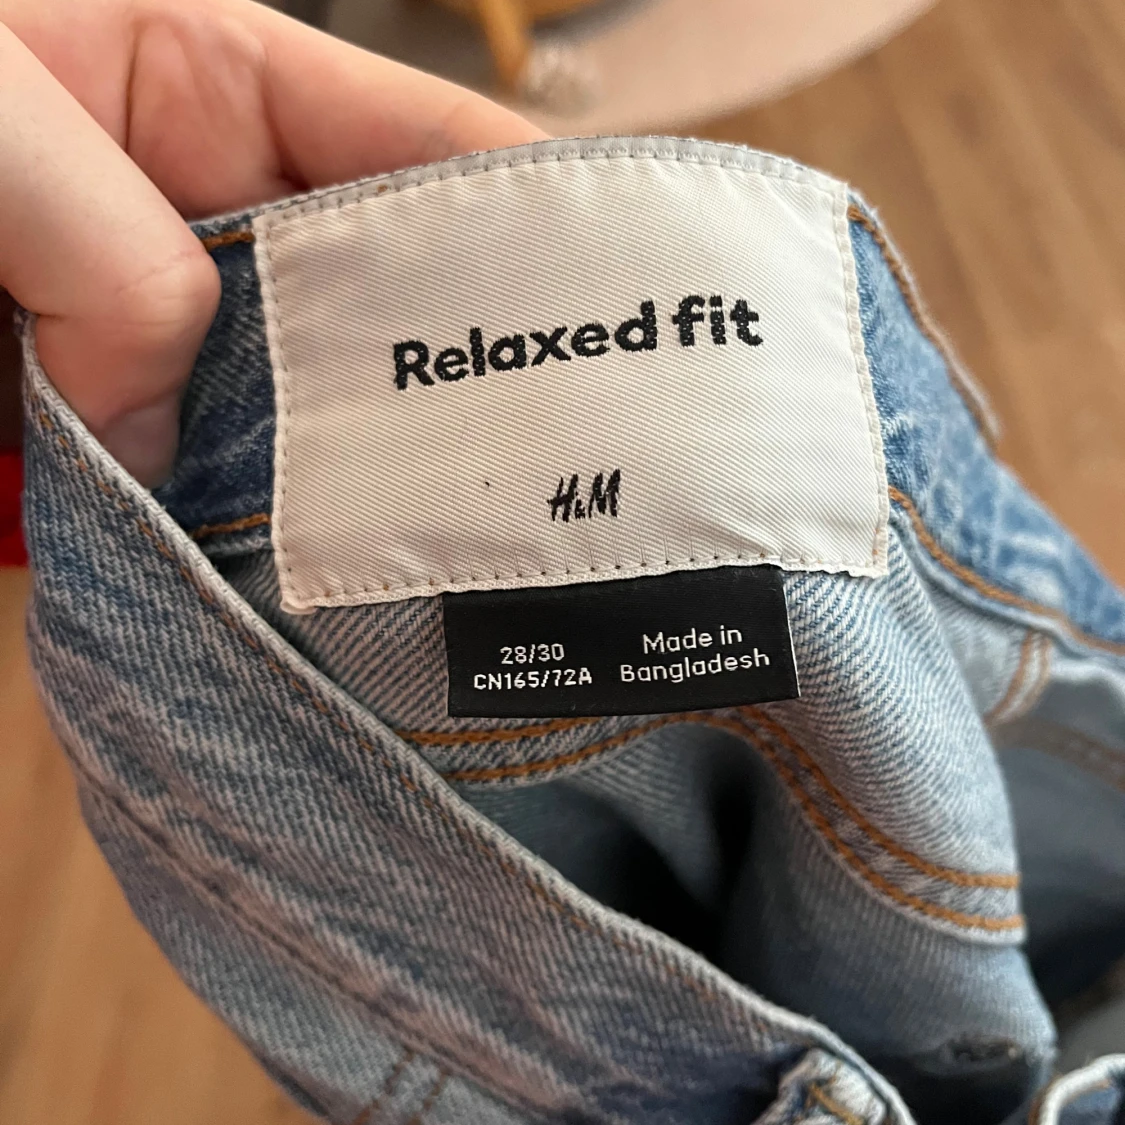 Relaxed fit
H&M
28/30
CN165/72A
Made in
Bangladesh